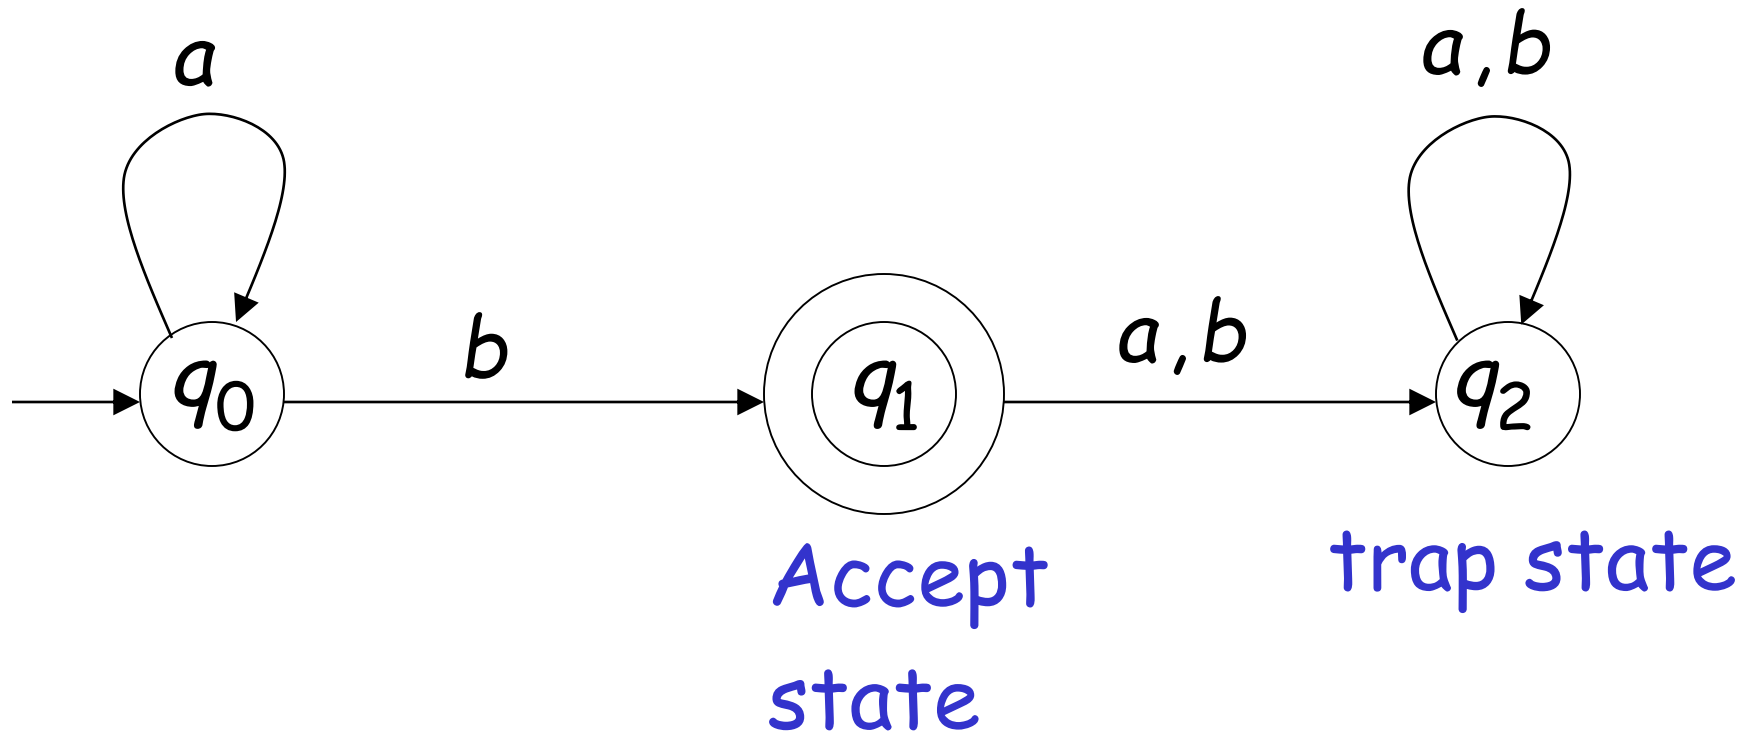 a
a,b
b
a,b
q0
q1
q2
Accept
state
trap state